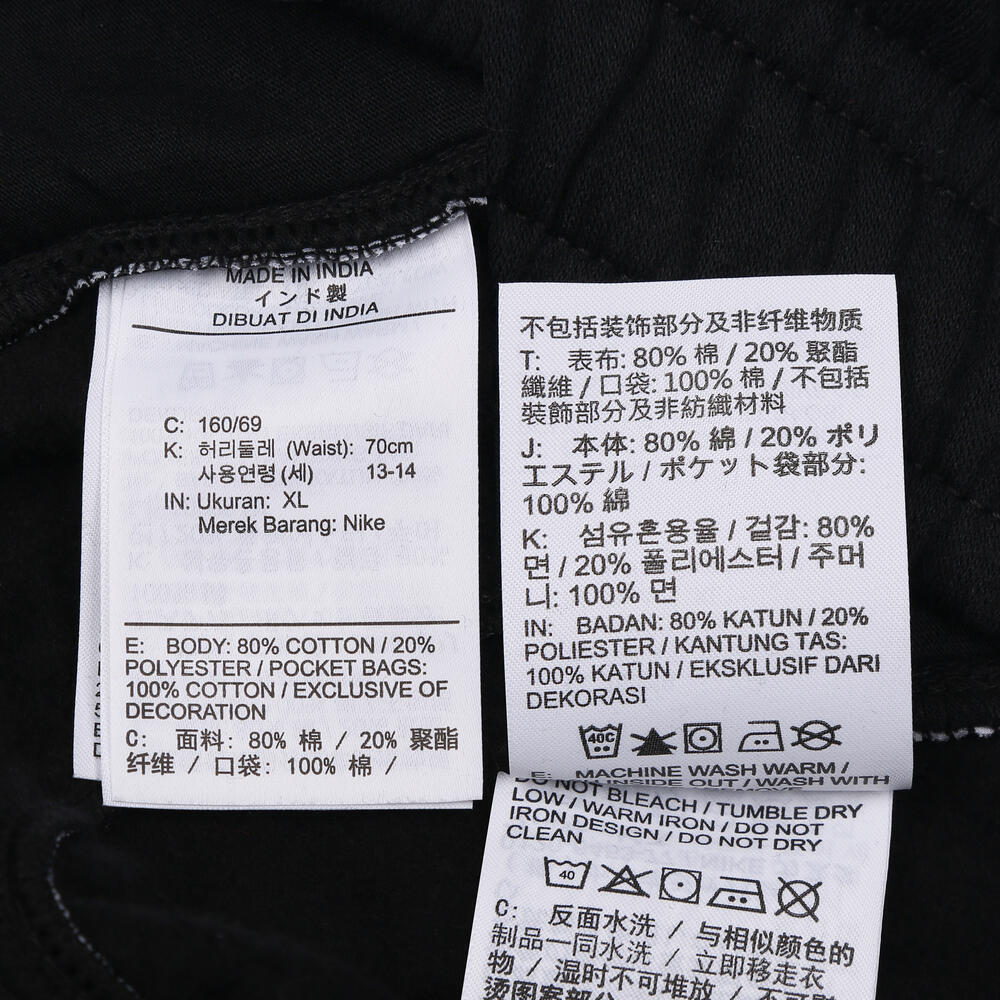 MADE IN INDIA
インド製
DIBUAT DI INDIA
C: 160/69
K: 허리둘레 (Waist): 70cm
사용연령(세) 13-14
IN: Ukuran: XL
Merek Barang: Nike
E: BODY: 80% COTTON / 20%
POLYESTER / POCKET BAGS:
100% COTTON / EXCLUSIVE OF
DECORATION
C: 面料: 80% 棉 / 20% 聚酯
纤维 / 口袋: 100% 棉 /
不包括装饰部分及非纤维物质
T: 表布: 80% 棉 / 20% 聚酯
纖維 / 口袋: 100% 棉 / 不包括
裝飾部分及非紡織材料
J: 本体: 80% 綿 / 20% ポリ
エステル / ポケット袋部分:
100% 綿
K: 섬유혼용율 / 겉감: 80%
면 / 20% 폴리에스터 / 주머
니: 100% 면
IN: BADAN: 80% KATUN / 20%
POLIESTER / KANTUNG TAS:
100% KATUN / EKSKLUSIF DARI
DEKORASI
40C
E: MACHINE WASH WARM /
INSIDE OUT / WASH WITH
DO NOT BLEACH / TUMBLE DRY
LOW / WARM IRON / DO NOT
IRON DESIGN / DO NOT DRY
CLEAN
40
C: 反面水洗 / 与相似颜色的
制品一同水洗 / 立即移走衣
物 / 湿时不可堆放 /
烫图案部分